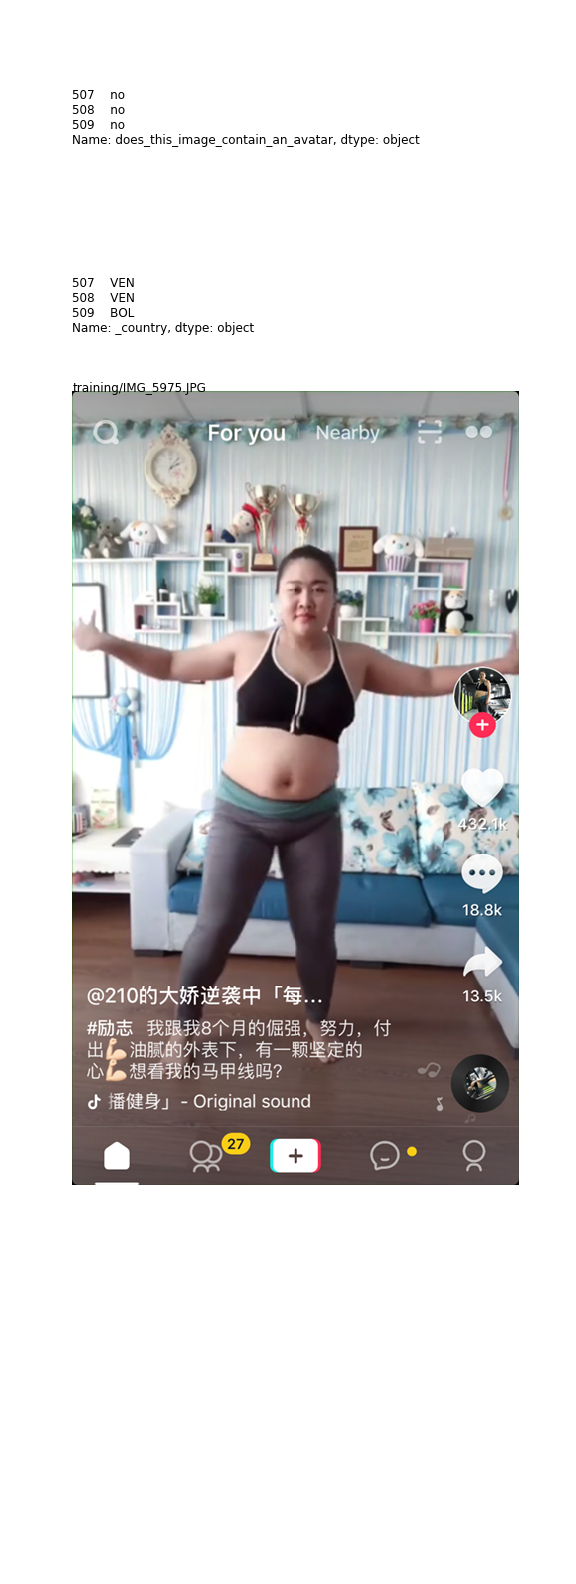 507 no
508 no
509 no
Name: does_this_image_contain_an_avatar, dtype: object
507 VEN
508 VEN
509 BOL
Name: _country, dtype: object
training/IMG_5975.JPG
For you Nearby
432.1k
18.8k
13.5k
@210的大娇逆袭中「每...
#励志 我跟我8个月的倔强，努力，付
出💪油腻的外表下，有一颗坚定的
心💪想看我的马甲线吗?
播健身」- Original sound
27